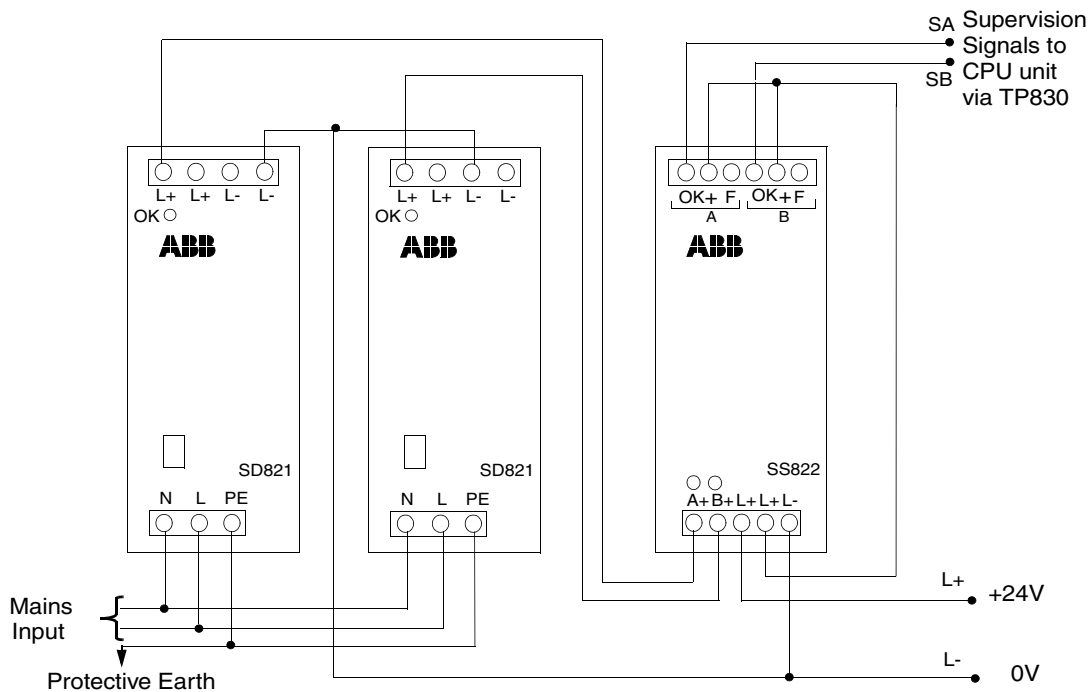 SA Supervision
Signals to
SB CPU unit
via TP830
L+ L+ L- L-
OK
ABB
SD821
N L PE
L+ L+ L- L-
OK
ABB
SD821
N L PE
OK+ F OK+F
A B
ABB
SS822
A+ B+ L+ L+ L-
Mains
Input
Protective Earth
L+ +24V
L- 0V